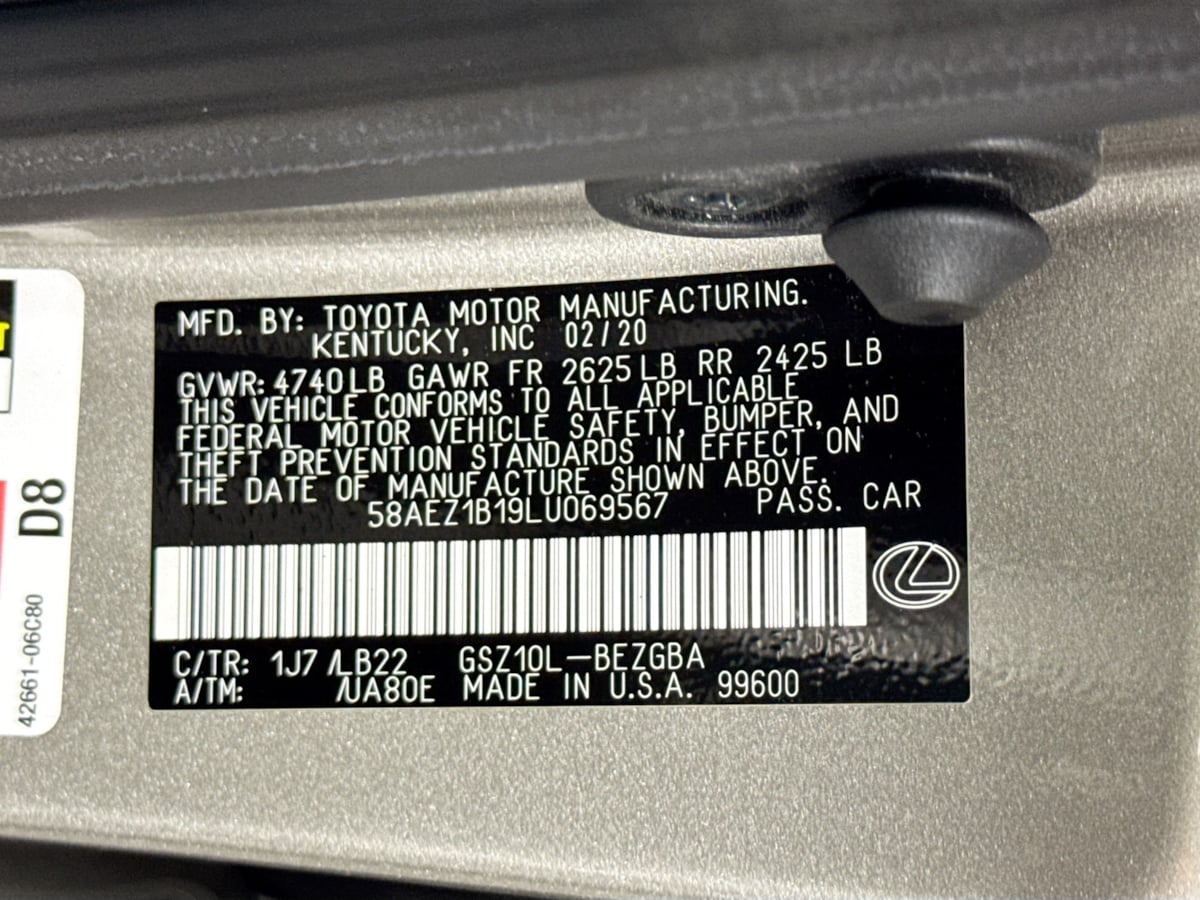 MFD. BY: TOYOTA MOTOR MANUFACTURING.
KENTUCKY, INC 02/20
GVWR: 4740LB GAWR FR 2625LB RR 2425 LB
THIS VEHICLE CONFORMS TO ALL APPLICABLE
FEDERAL MOTOR VEHICLE SAFETY, BUMPER, AND
THEFT PREVENTION STANDARDS IN EFFECT ON
THE DATE OF MANUFACTURE SHOWN ABOVE.
58AEZ1B19LU069567 PASS. CAR
C/TR: 1J7 /LB22 GSZ10L-BEZGBA
A/TM: /UA80E MADE IN U.S.A. 99600
D8
42661-06C80